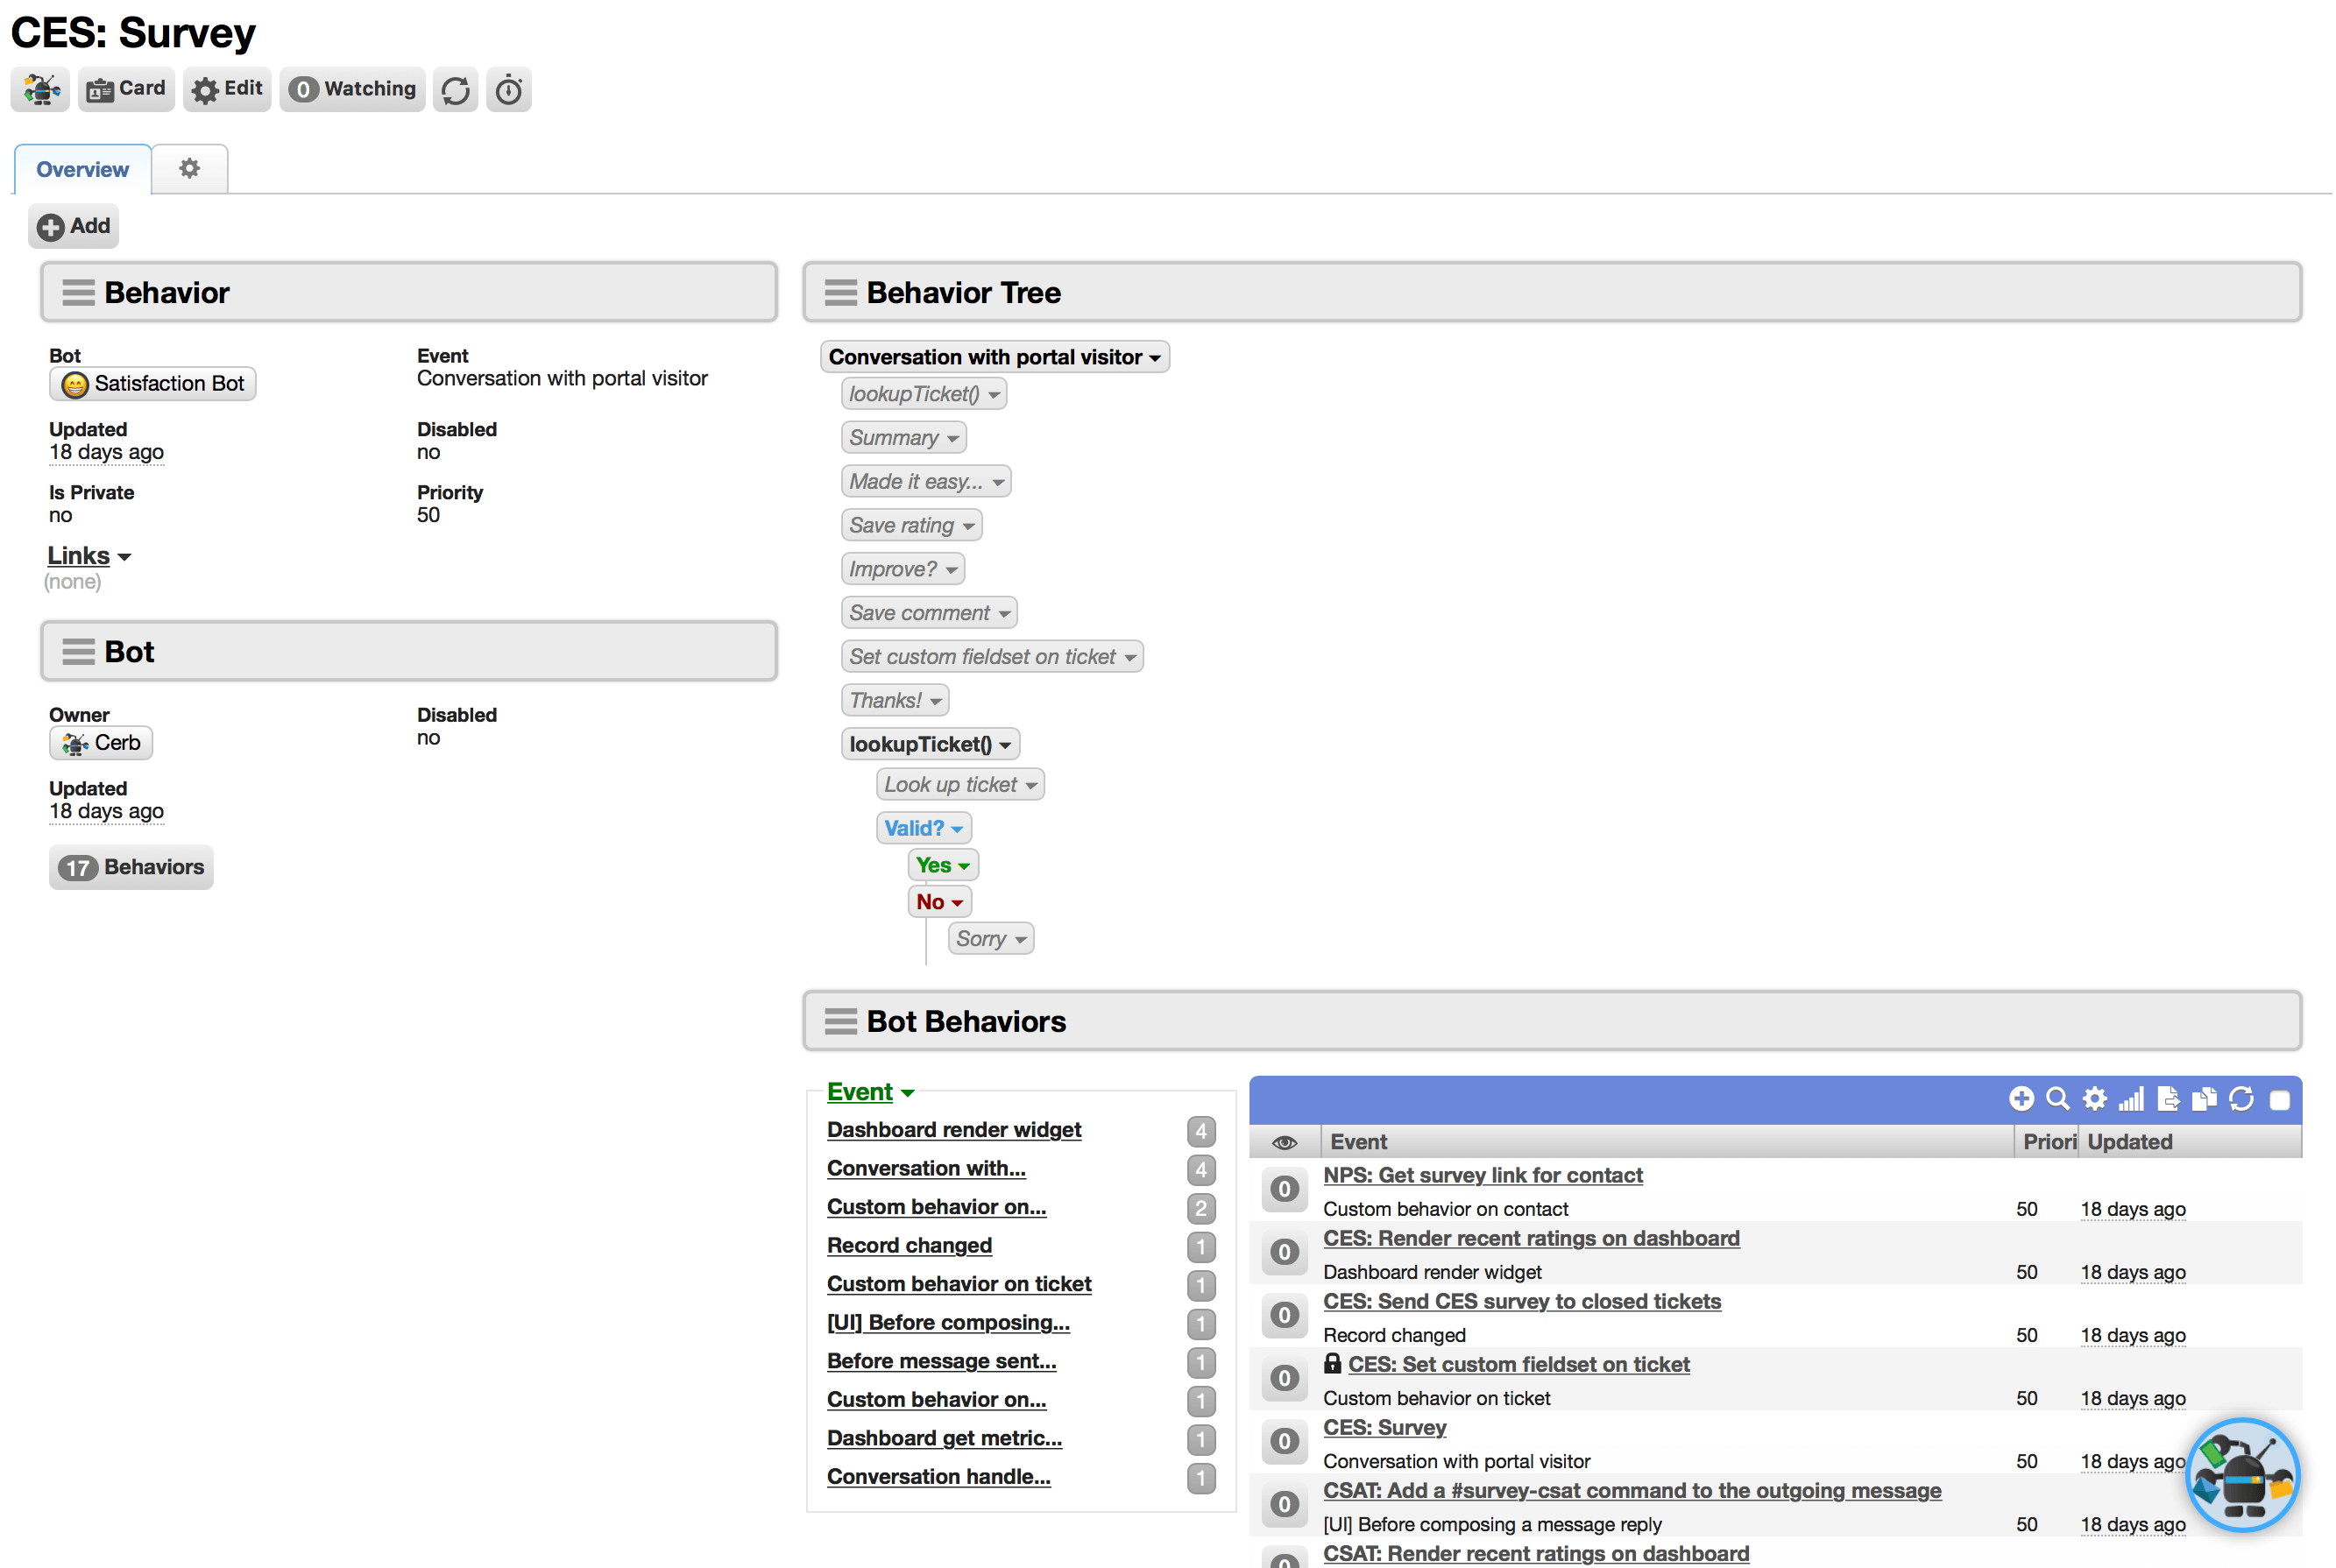 CES: Survey
Card
Edit
0 Watching
Overview
Add
Behavior
Bot
Satisfaction Bot
Event
Conversation with portal visitor
Updated
18 days ago
Disabled
no
Is Private
no
Priority
50
Links
(none)
Bot
Owner
Cerb
Disabled
no
Updated
18 days ago
17 Behaviors
Behavior Tree
Conversation with portal visitor
lookupTicket()
Summary
Made it easy...
Save rating
Improve?
Save comment
Set custom fieldset on ticket
Thanks!
lookupTicket()
Look up ticket
Valid?
Yes
No
Sorry
Bot Behaviors
Event
Dashboard render widget 4
Conversation with... 4
Custom behavior on... 2
Record changed 1
Custom behavior on ticket 1
[UI] Before composing... 1
Before message sent... 1
Custom behavior on... 1
Dashboard get metric... 1
Conversation handle... 1
Event Priori Updated
0 NPS: Get survey link for contact
Custom behavior on contact 50 18 days ago
0 CES: Render recent ratings on dashboard
Dashboard render widget 50 18 days ago
0 CES: Send CES survey to closed tickets
Record changed 50 18 days ago
0 CES: Set custom fieldset on ticket
Custom behavior on ticket 50 18 days ago
0 CES: Survey
Conversation with portal visitor 50 18 days ago
0 CSAT: Add a #survey-csat command to the outgoing message
[UI] Before composing a message reply 50 18 days ago
0 CSAT: Render recent ratings on dashboard